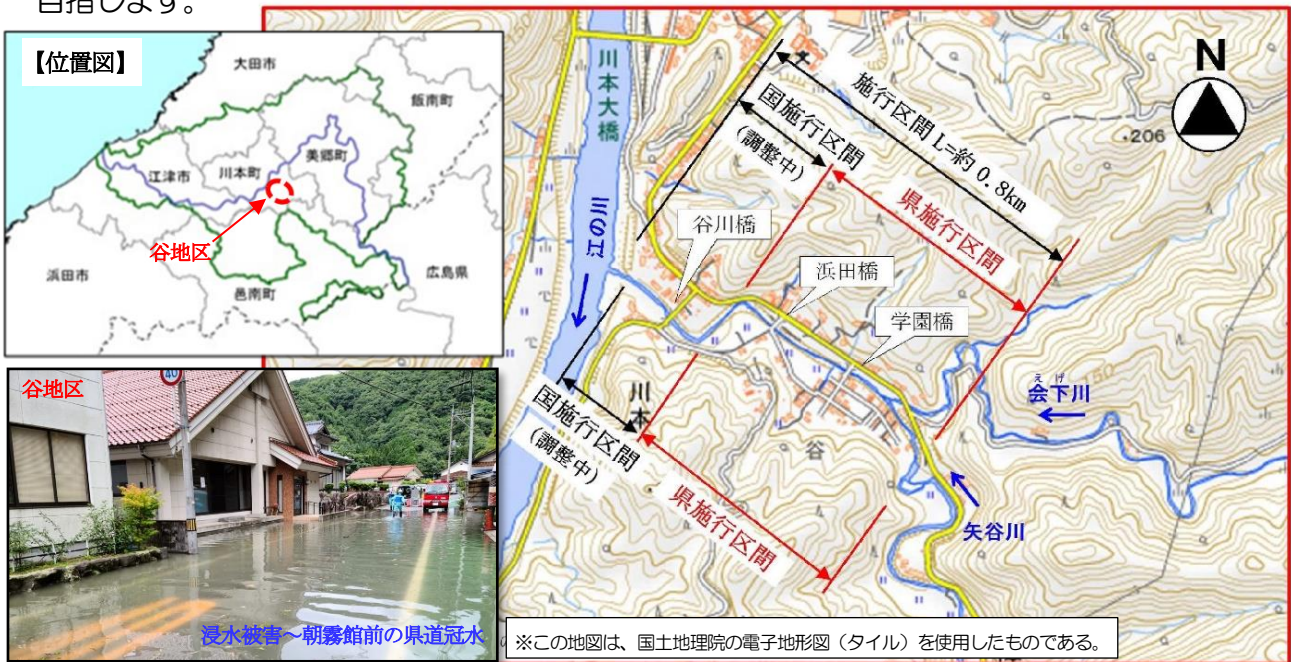 目指します。
【位置図】
大田市
飯南町
美郷町
川本町
江津市
谷地区
浜田市
邑南町
広島県
谷地区
40
浸水被害～朝霧館前の県道冠水
N
川本大橋
江の川
施行区間 L=約 0.8km
国施行区間
(調整中)
県施行区間
・206
谷川橋
浜田橋
学園橋
150
えげ
会下川
矢谷川
川本
谷
国施行区間
(調整中)
県施行区間
※この地図は、国土地理院の電子地形図（タイル）を使用したものである。